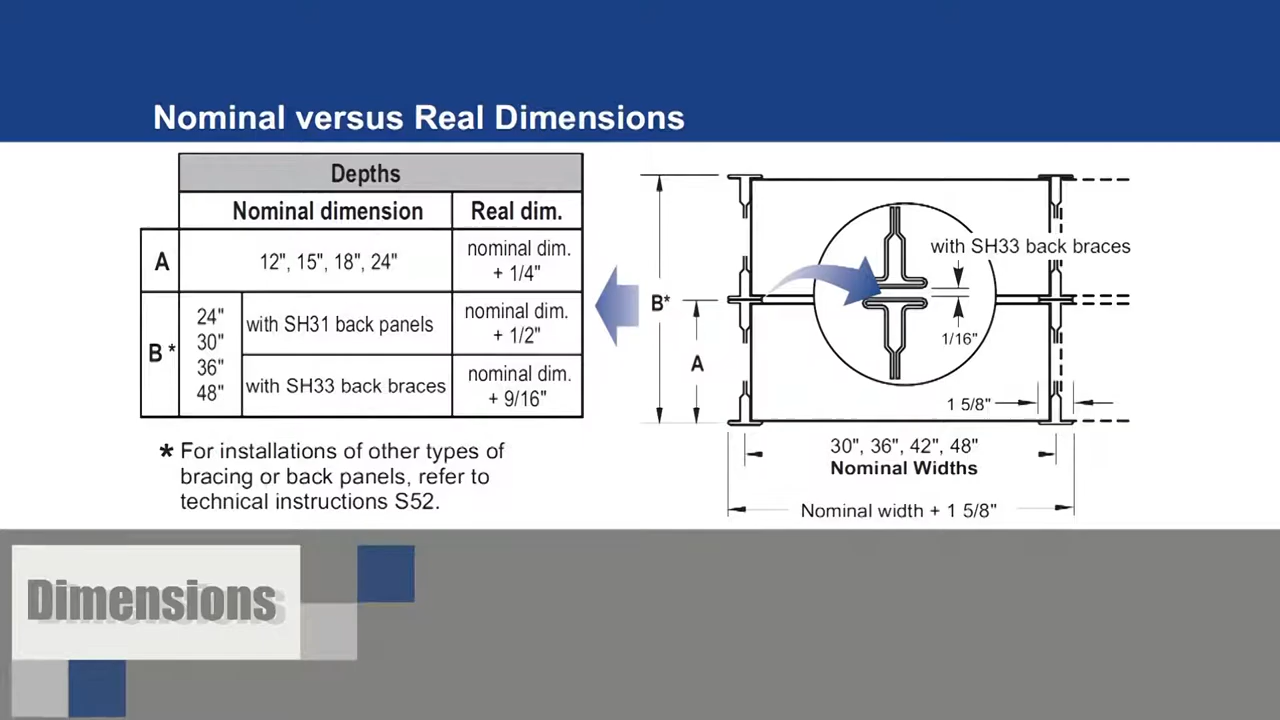 Nominal versus Real Dimensions
Depths
Nominal dimension
Real dim.
A
12", 15", 18", 24"
nominal dim.
+ 1/4"
B *
24"
30"
36"
48"
with SH31 back panels
nominal dim.
+ 1/2"
with SH33 back braces
nominal dim.
+ 9/16"
* For installations of other types of
bracing or back panels, refer to
technical instructions S52.
B*
A
with SH33 back braces
1/16"
1 5/8"
30", 36", 42", 48"
Nominal Widths
Nominal width + 1 5/8"
Dimensions